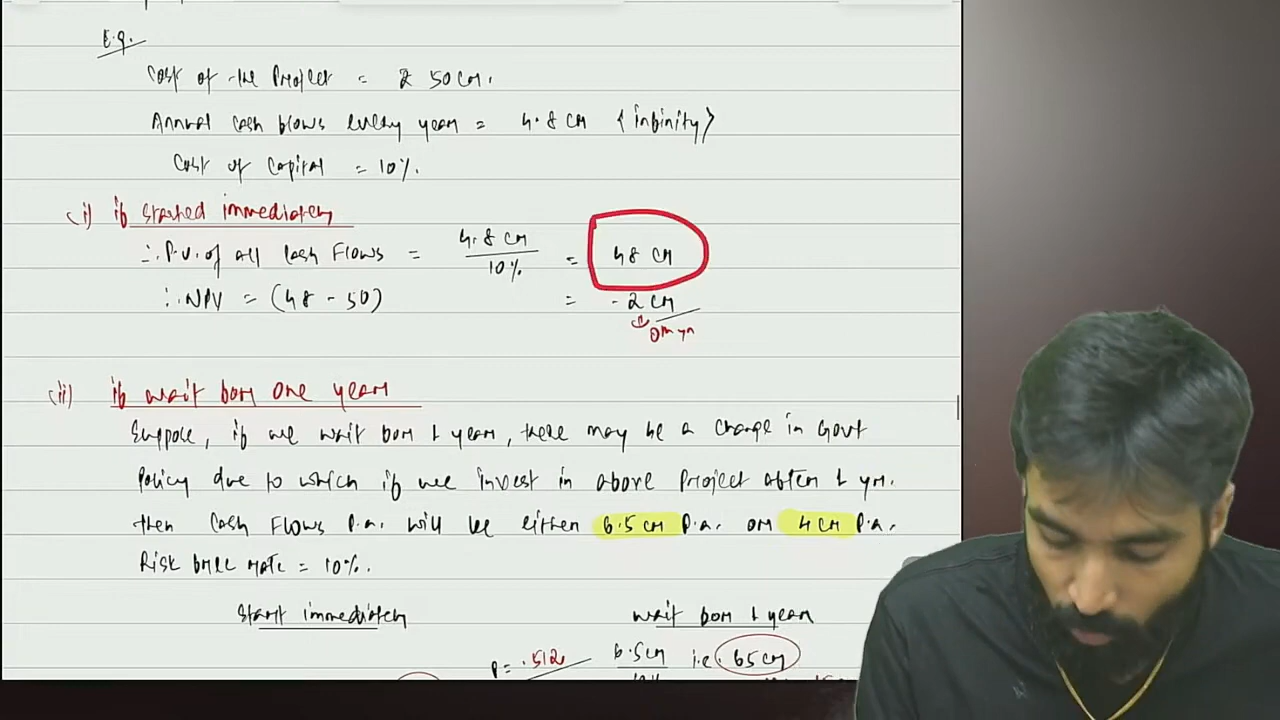 E.g.
Cost of the Project = ₹ 50 Cr.
Annual cash flows every year = 4.8 Cr {infinity}
Cost of Capital = 10%.
(i) if started immediately
∴ P.V. of all Cash Flows = 4.8 Cr / 10% = 48 Cr
∴ NPV = (48 - 50) = - 2 Cr
(ii) if wait for one year
Suppose, if we wait for 1 year, there may be a change in Govt
Policy due to which if we invest in above Project after 1 yr.
then Cash Flows P.a. will be either 6.5 Cr P.a. or 4 Cr P.a.
Risk free rate = 10%.
Start immediately
wait for 1 year
P = .512
6.5 Cr i.e. 65 Cr